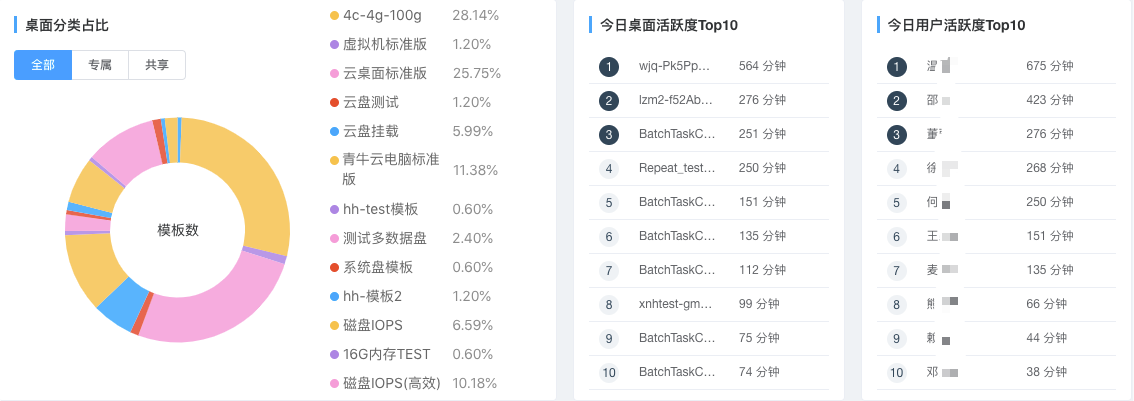 桌面分类占比
全部 专属 共享
模板数
4c-4g-100g 28.14%
虚拟机标准版 1.20%
云桌面标准版 25.75%
云盘测试 1.20%
云盘挂载 5.99%
青牛云电脑标准版 11.38%
hh-test模板 0.60%
测试多数据盘 2.40%
系统盘模板 0.60%
hh-模板2 1.20%
磁盘IOPS 6.59%
16G内存TEST 0.60%
磁盘IOPS(高效) 10.18%
今日桌面活跃度Top10
1 wjq-Pk5Pp... 564 分钟
2 lzm2-f52Ab... 276 分钟
3 BatchTaskC... 251 分钟
4 Repeat_test... 250 分钟
5 BatchTaskC... 151 分钟
6 BatchTaskC... 135 分钟
7 BatchTaskC... 112 分钟
8 xnhtest-gm... 99 分钟
9 BatchTaskC... 75 分钟
10 BatchTaskC... 74 分钟
今日用户活跃度Top10
1 675 分钟
2 邵 423 分钟
3 董 276 分钟
4 徐 268 分钟
5 何 250 分钟
6 王 151 分钟
7 麦 135 分钟
8 熊 66 分钟
9 44 分钟
10 邓 38 分钟